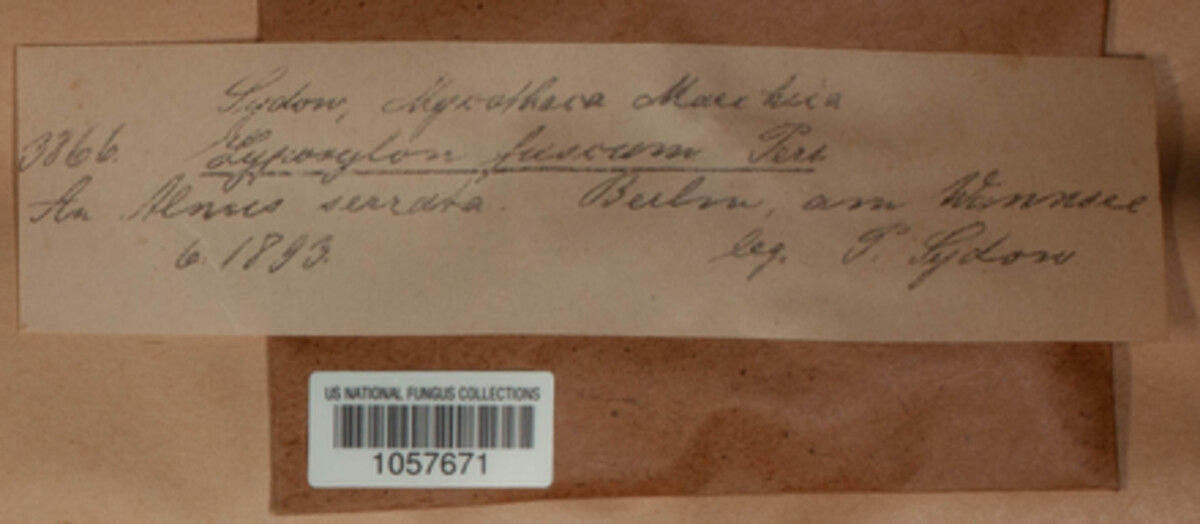 Sydow, Mycotheca Marchica
3866. Hypoxylon fuscum Pers.
An Alnus serrata. Berlin, am Wannsee.
6. 1893. leg. P. Sydow
US NATIONAL FUNGUS COLLECTIONS
1057671